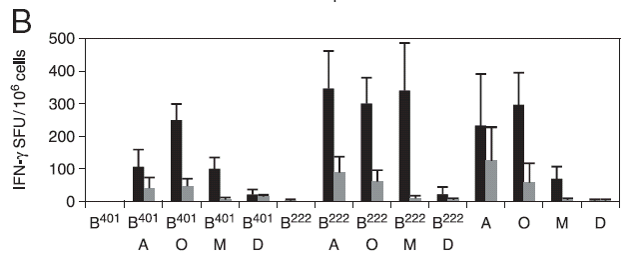 B
IFN-γ SFU/10⁶ cells
500
400
300
200
100
0
B⁴⁰¹ B⁴⁰¹ B⁴⁰¹ B⁴⁰¹ B⁴⁰¹ B²²² B²²² B²²² B²²² B²²² A O M D
A O M D A O M D